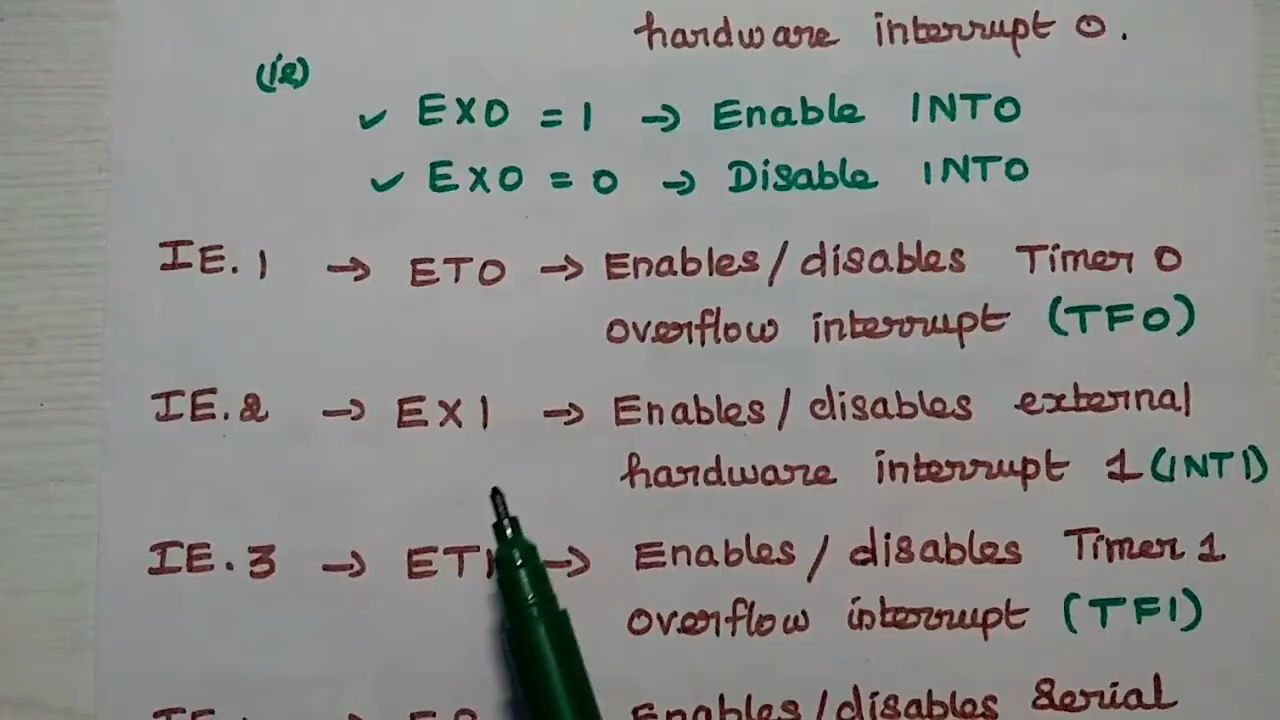 hardware interrupt 0.
(ie)
✓ EX0 = 1 → Enable INT0
✓ EX0 = 0 → Disable INT0
IE.1 → ET0 → Enables/disables Timer 0
overflow interrupt (TF0)
IE.2 → EX1 → Enables/disables external
hardware interrupt 1 (INT1)
IE.3 → ET1 → Enables/disables Timer 1
overflow interrupt (TF1)
Enables/disables Serial